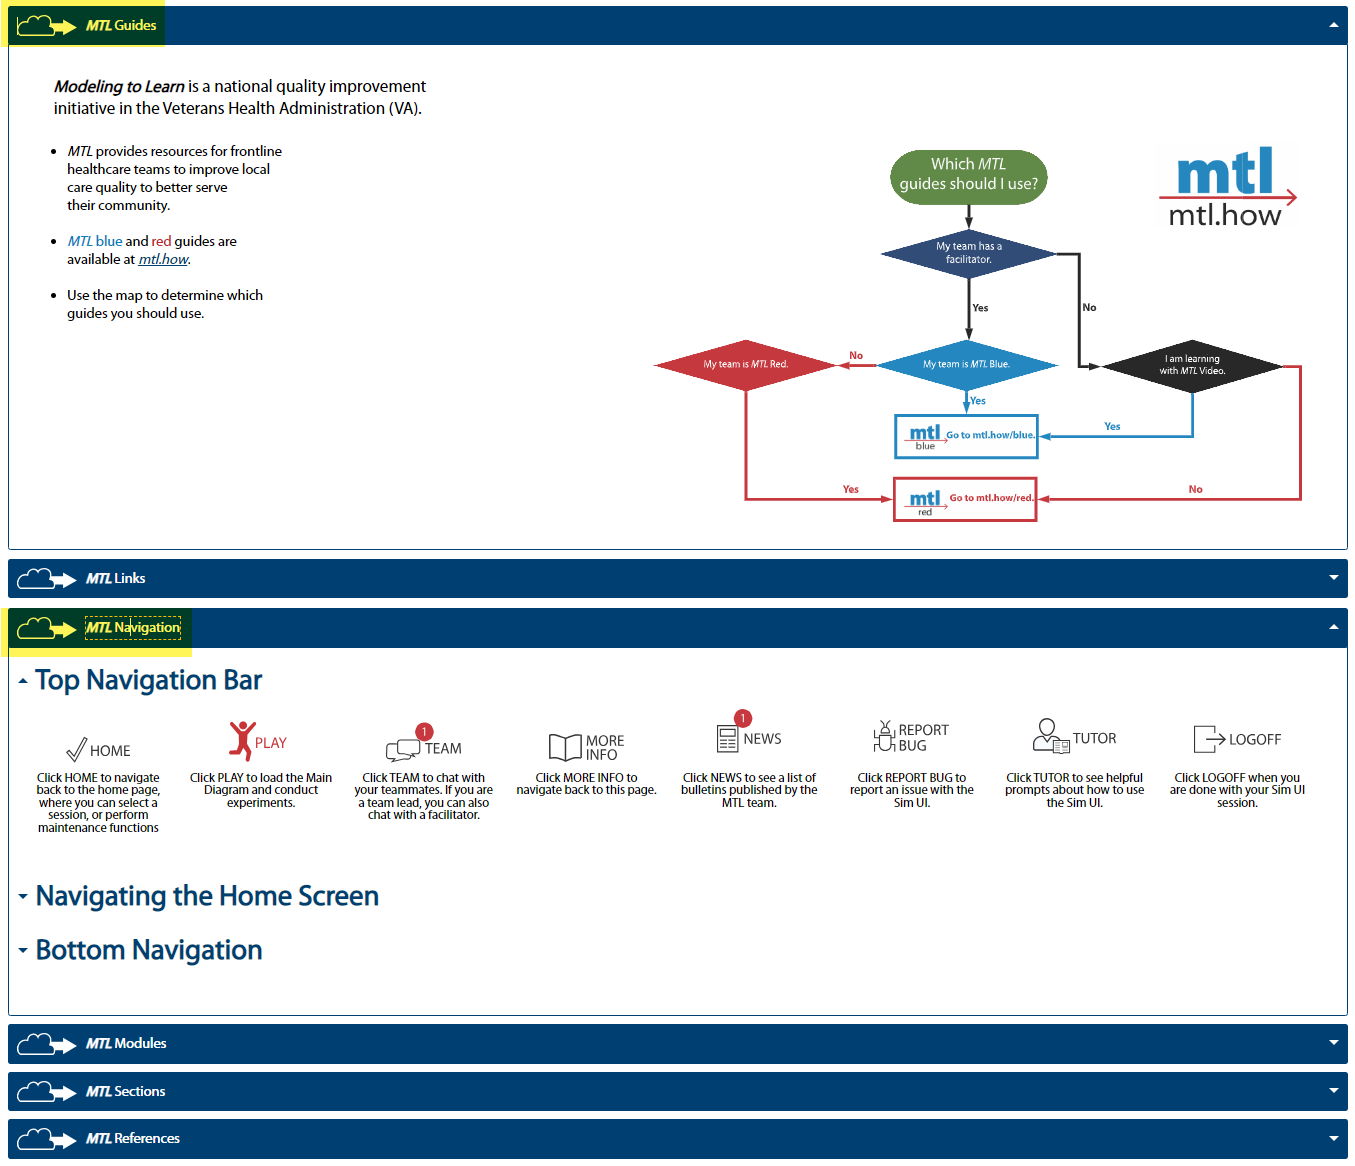 MTL Guides
Modeling to Learn is a national quality improvement
initiative in the Veterans Health Administration (VA).
MTL provides resources for frontline
healthcare teams to improve local
care quality to better serve
their community.
MTL blue and red guides are
available at mtl.how.
Use the map to determine which
guides you should use.
Which MTL
guides should I use?
mtl
mtl.how
My team has a
facilitator.
Yes
No
My team is MTL Red.
No
My team is MTL Blue.
I am learning
with MTL Video.
Yes
mtl
blue
Go to mtl.how/blue.
Yes
Yes
mtl
red
Go to mtl.how/red.
No
MTL Links
MTL Navigation
Top Navigation Bar
HOME
Click HOME to navigate
back to the home page,
where you can select a
session, or perform
maintenance functions
PLAY
Click PLAY to load the Main
Diagram and conduct
experiments.
1
TEAM
Click TEAM to chat with
your teammates. If you are
a team lead, you can also
chat with a facilitator.
MORE
INFO
Click MORE INFO to
navigate back to this page.
1
NEWS
Click NEWS to see a list of
bulletins published by the
MTL team.
REPORT
BUG
Click REPORT BUG to
report an issue with the
Sim UI.
TUTOR
Click TUTOR to see helpful
prompts about how to use
the Sim UI.
LOGOFF
Click LOGOFF when you
are done with your Sim UI
session.
Navigating the Home Screen
Bottom Navigation
MTL Modules
MTL Sections
MTL References